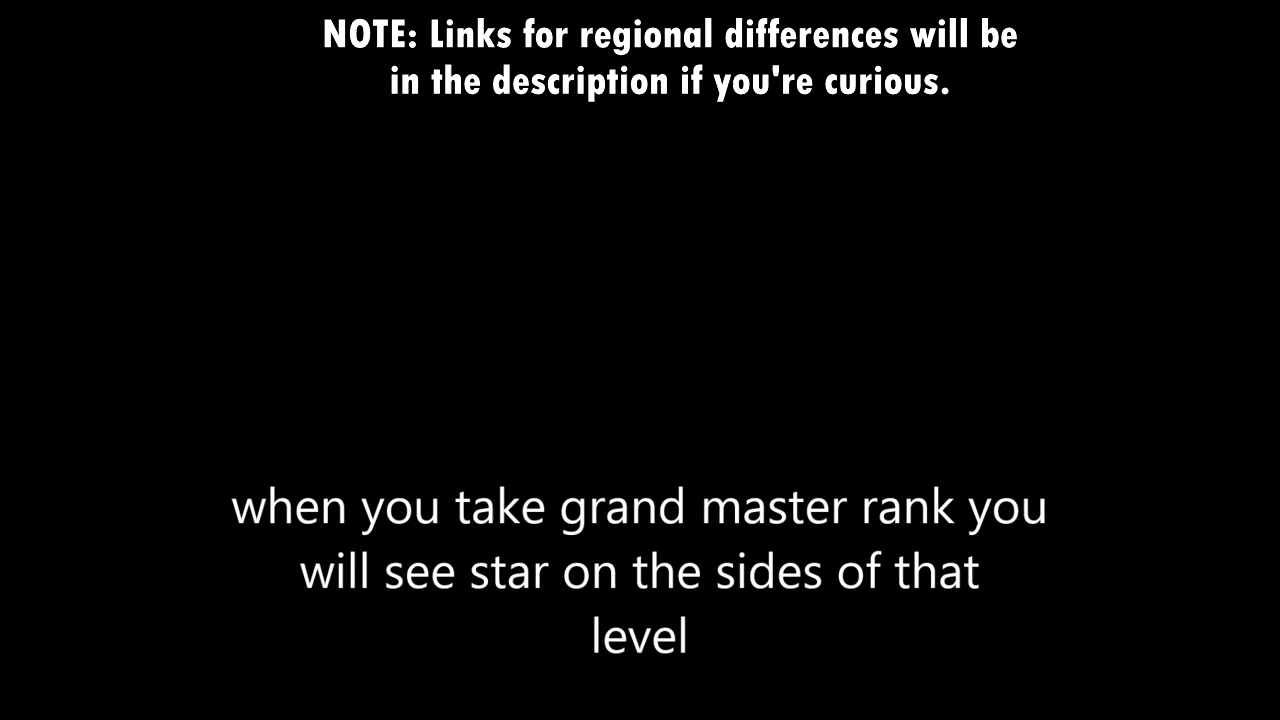 NOTE: Links for regional differences will be
in the description if you're curious.
when you take grand master rank you
will see star on the sides of that
level